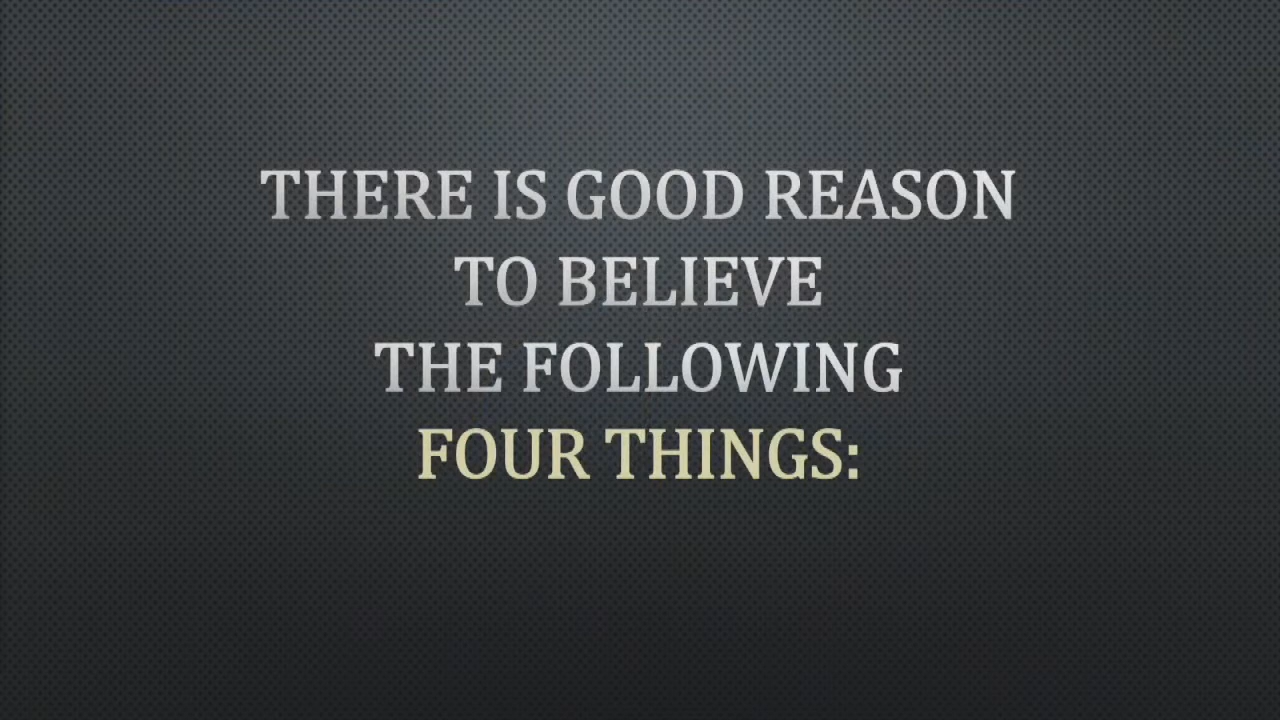 THERE IS GOOD REASON
TO BELIEVE
THE FOLLOWING
FOUR THINGS: